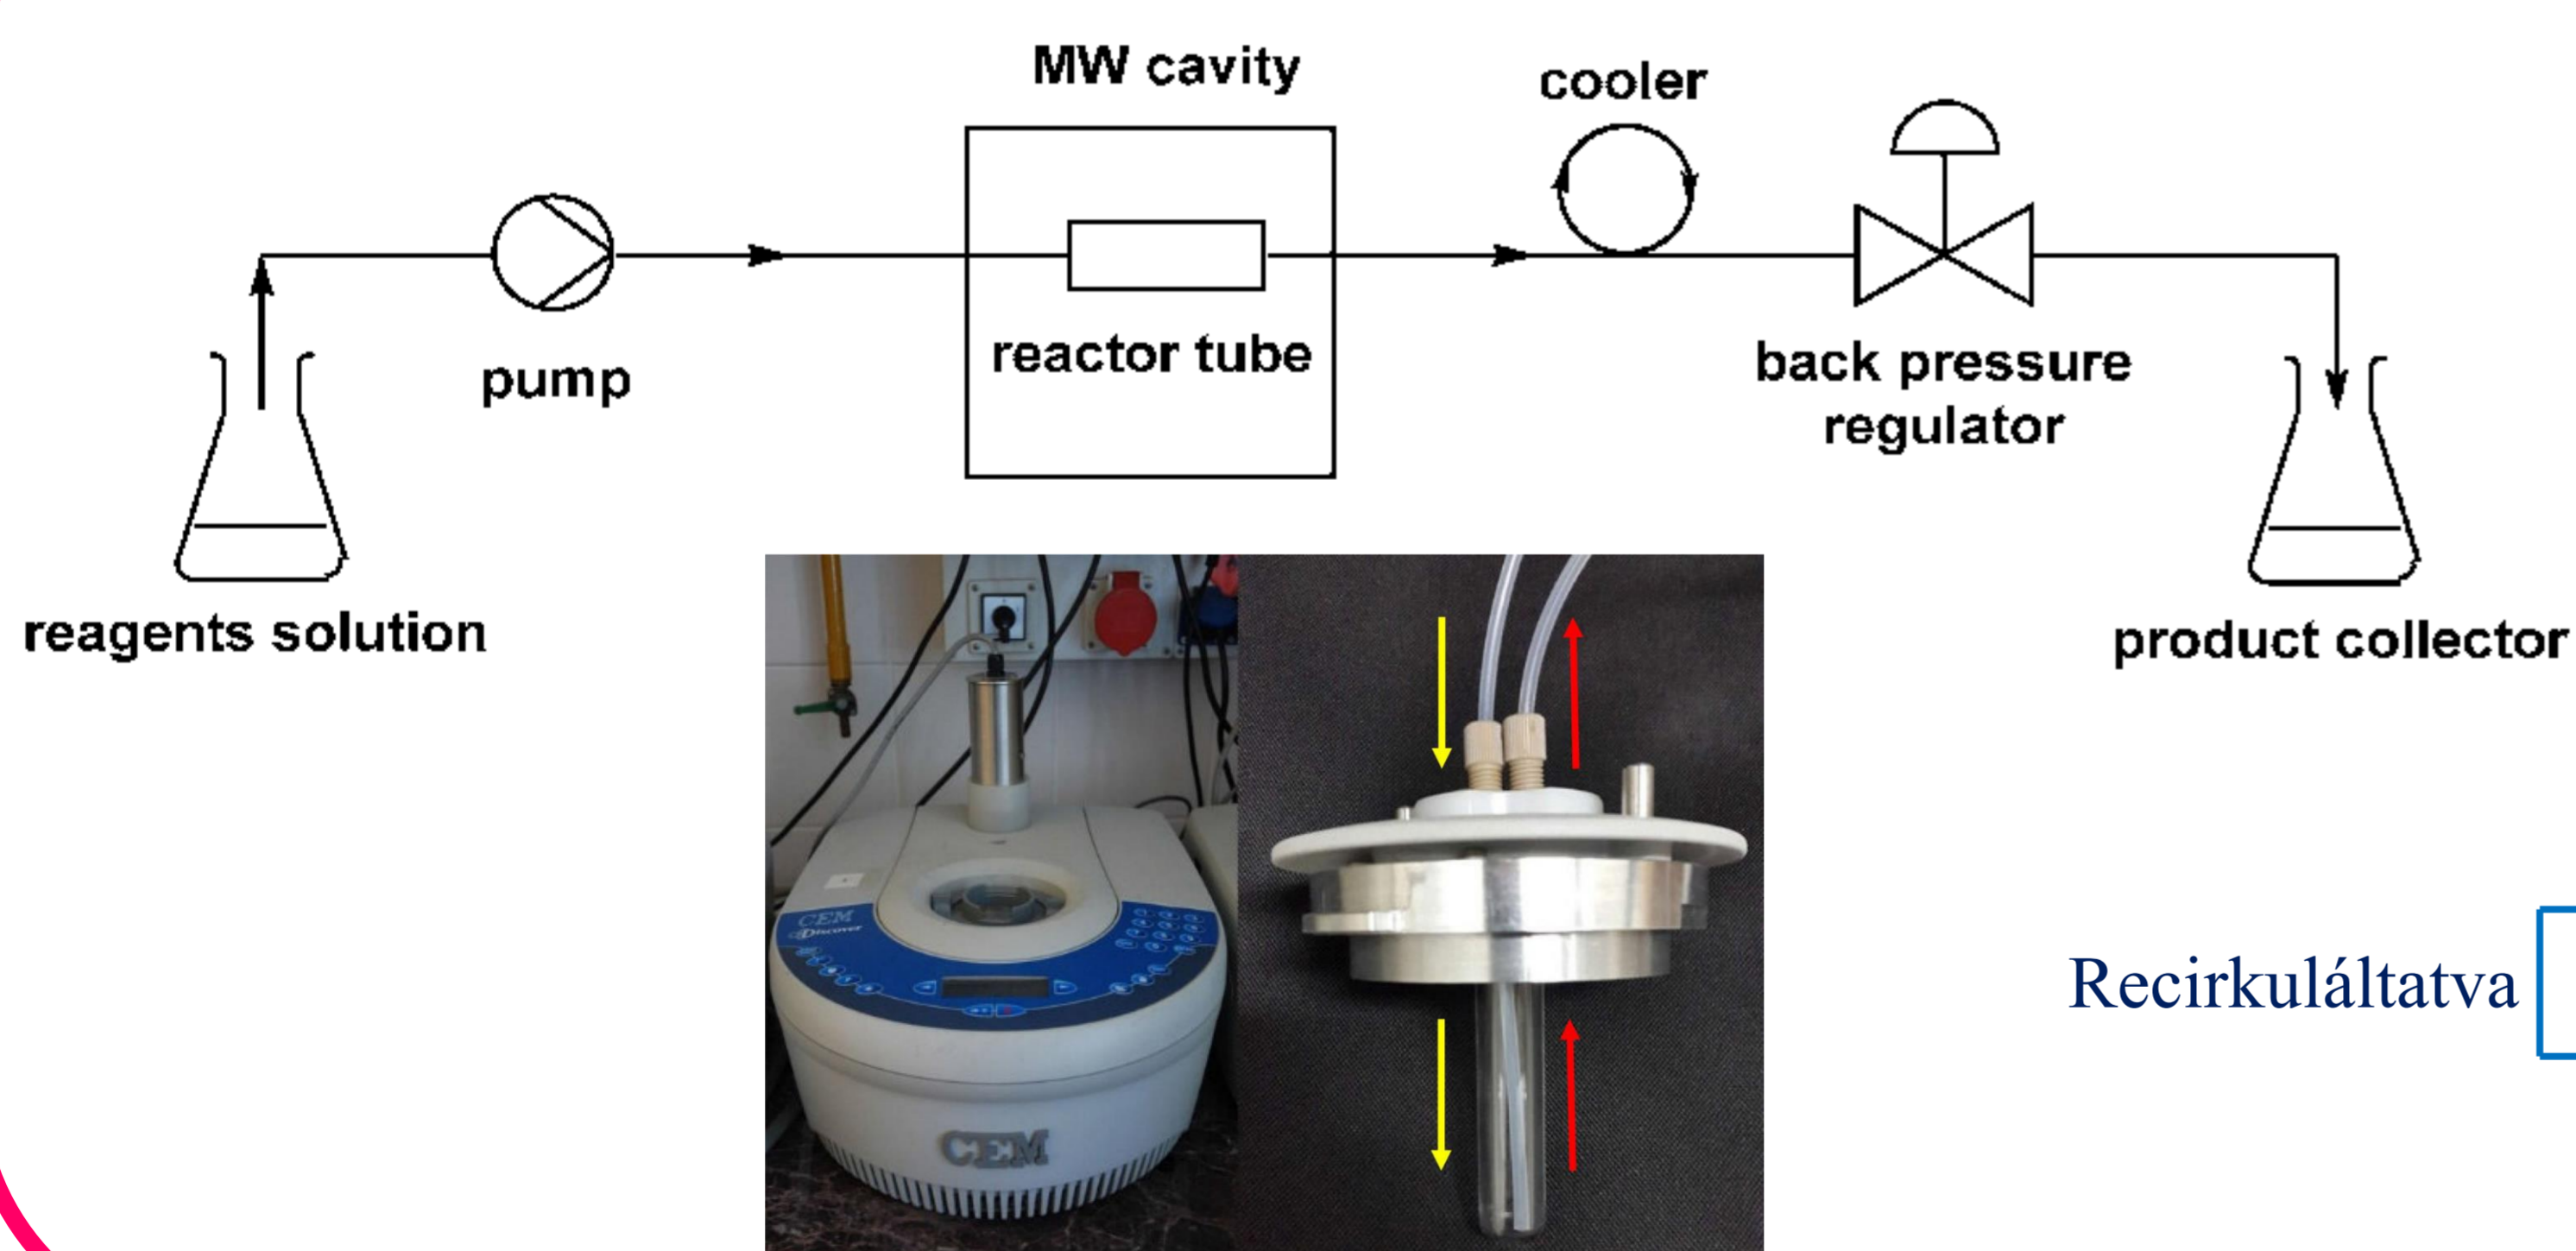 MW cavity
cooler
reactor tube
pump
back pressure
regulator
reagents solution
product collector
CEM
Discover
CEM
Recirkuláltatva